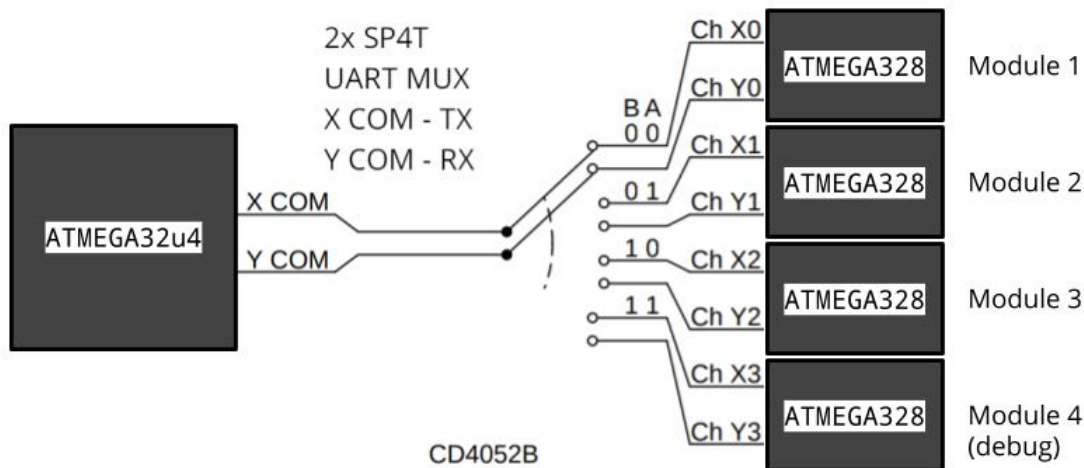 2x SP4T
UART MUX
X COM - TX
Y COM - RX
ATMEGA32u4
X COM
Y COM
B A
0 0
0 1
1 0
1 1
CD4052B
Ch X0
Ch Y0
Ch X1
Ch Y1
Ch X2
Ch Y2
Ch X3
Ch Y3
ATMEGA328
Module 1
ATMEGA328
Module 2
ATMEGA328
Module 3
ATMEGA328
Module 4
(debug)